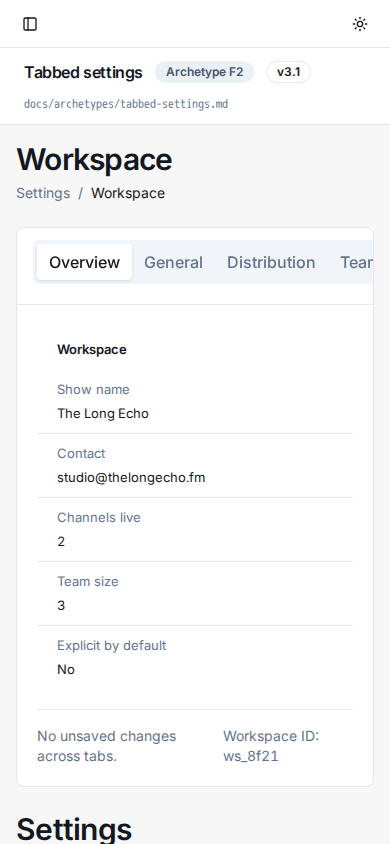 Tabbed settings Archetype F2 v3.1
docs/archetypes/tabbed-settings.md
Workspace
Settings / Workspace
Overview General Distribution
Workspace
Show name
The Long Echo
Contact
studio@thelongecho.fm
Channels live
2
Team size
3
Explicit by default
No
No unsaved changes across tabs.
Workspace ID: ws_8f21
Settings